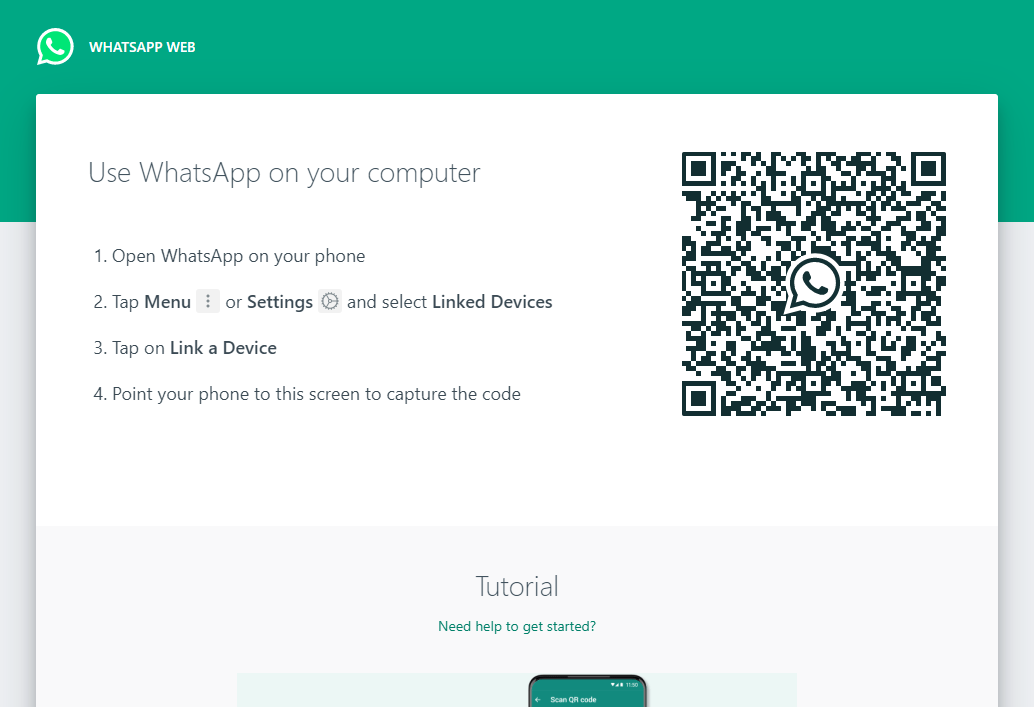 WHATSAPP WEB
Use WhatsApp on your computer
1. Open WhatsApp on your phone
2. Tap Menu or Settings and select Linked Devices
3. Tap on Link a Device
4. Point your phone to this screen to capture the code
Tutorial
Need help to get started?
11:50
Scan QR code